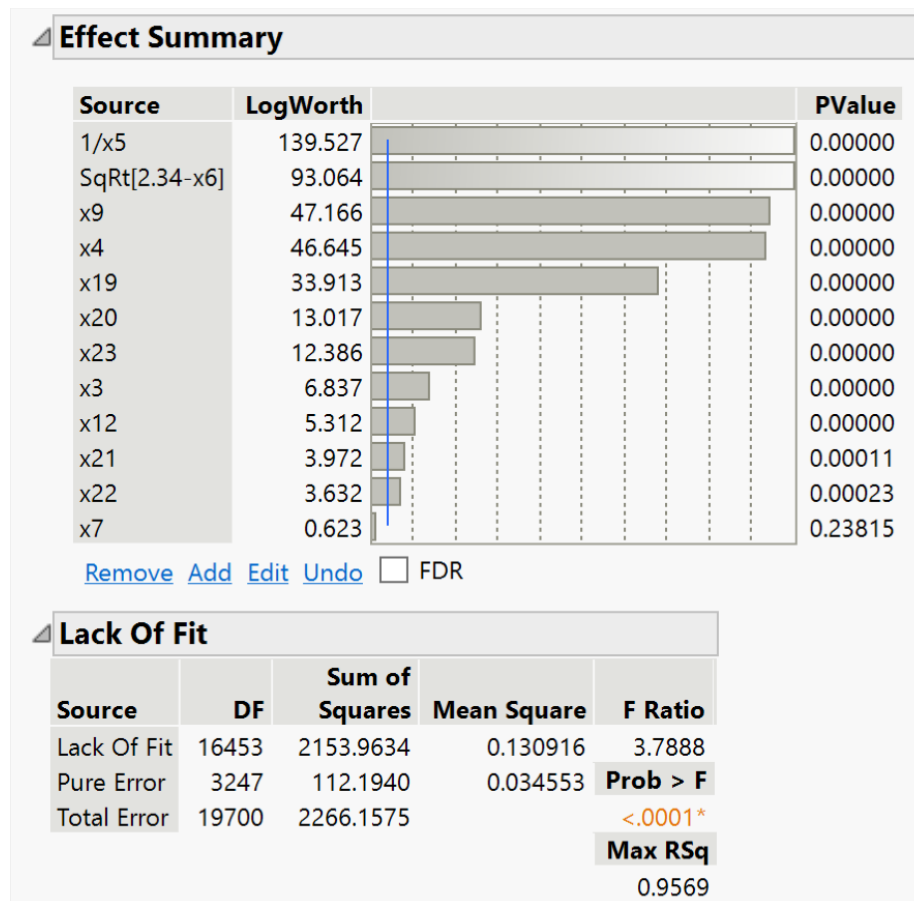 Effect Summary
Source LogWorth PValue
1/x5 139.527 0.00000
SqRt[2.34-x6] 93.064 0.00000
x9 47.166 0.00000
x4 46.645 0.00000
x19 33.913 0.00000
x20 13.017 0.00000
x23 12.386 0.00000
x3 6.837 0.00000
x12 5.312 0.00000
x21 3.972 0.00011
x22 3.632 0.00023
x7 0.623 0.23815
Remove Add Edit Undo FDR
Lack Of Fit
Sum of
Source DF Squares Mean Square F Ratio
Lack Of Fit 16453 2153.9634 0.130916 3.7888
Pure Error 3247 112.1940 0.034553 Prob > F
Total Error 19700 2266.1575 <.0001*
Max RSq
0.9569